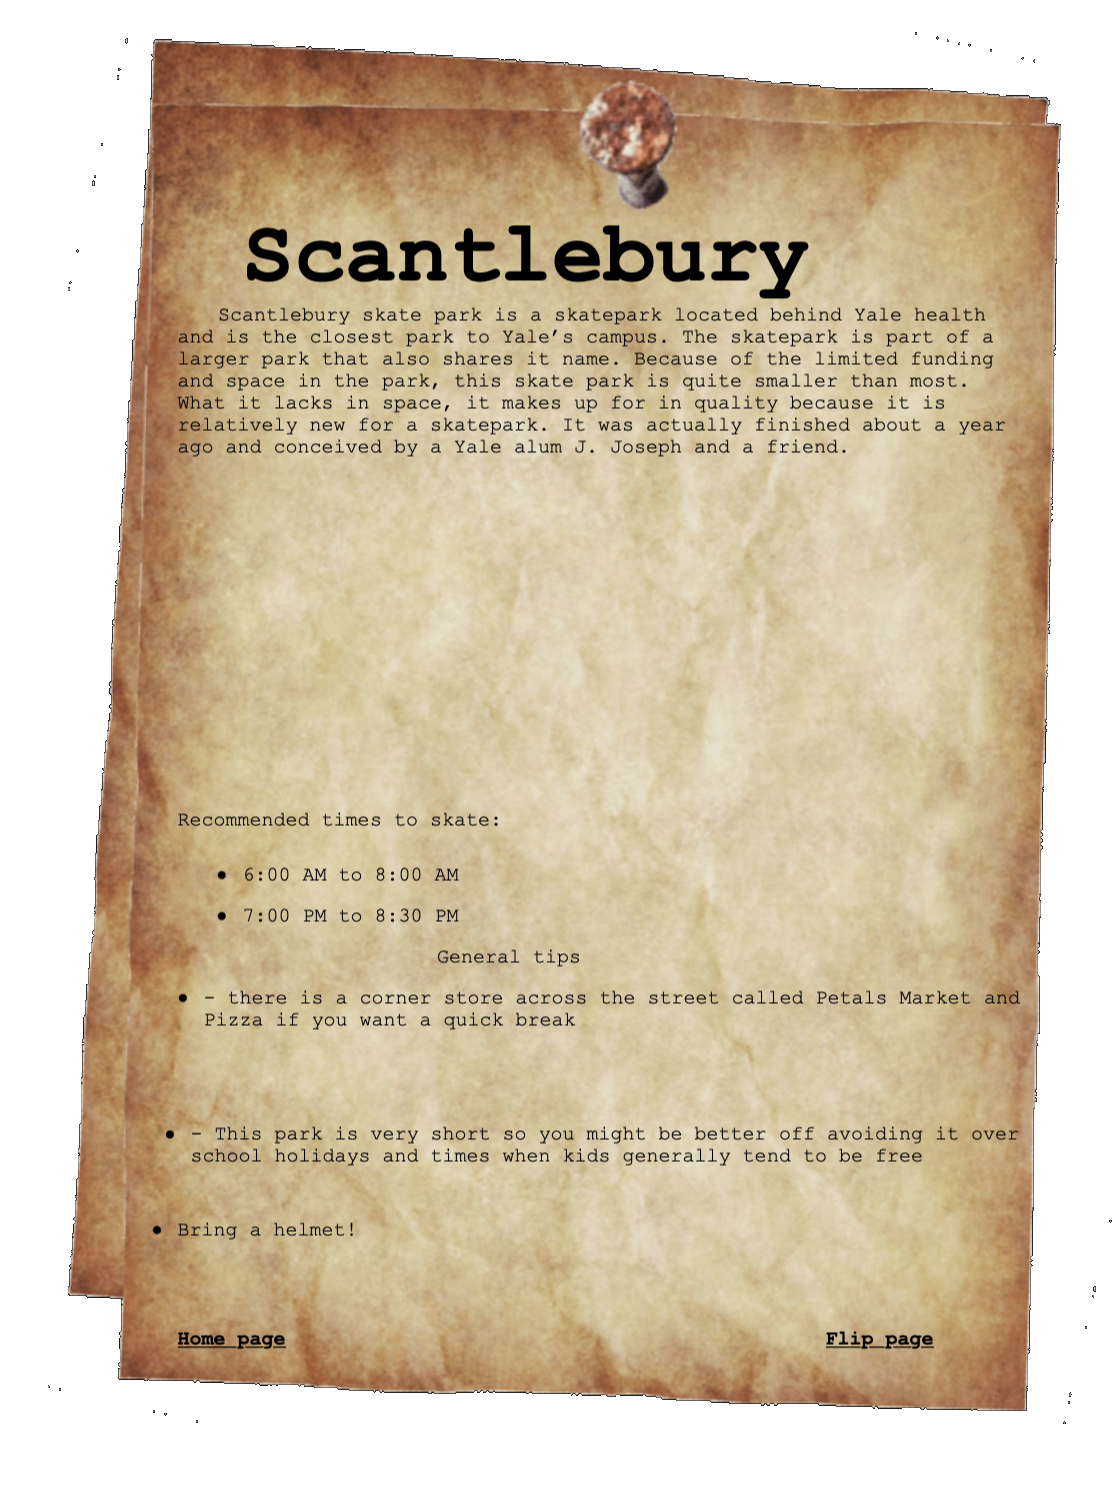 Scantlebury
Scantlebury skate park is a skatepark located behind Yale health
and is the closest park to Yale’s campus. The skatepark is part of a
larger park that also shares it name. Because of the limited funding
and space in the park, this skate park is quite smaller than most.
What it lacks in space, it makes up for in quality because it is
relatively new for a skatepark. It was actually finished about a year
ago and conceived by a Yale alum J. Joseph and a friend.
Recommended times to skate:
● 6:00 AM to 8:00 AM
● 7:00 PM to 8:30 PM
General tips
● – there is a corner store across the street called Petals Market and
Pizza if you want a quick break
● – This park is very short so you might be better off avoiding it over
school holidays and times when kids generally tend to be free
● Bring a helmet!
Home page
Flip page